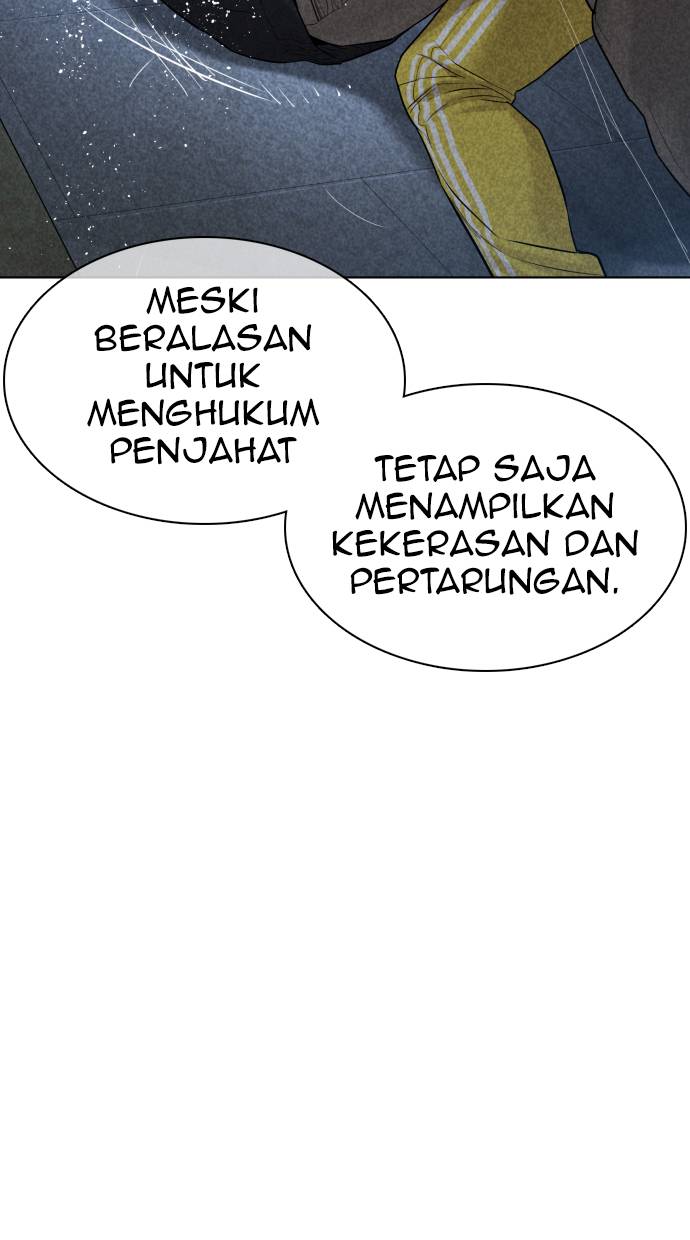 MESKI
BERALASAN
UNTUK
MENGHUKUM
PENJAHAT
TETAP SAJA
MENAMPILKAN
KEKERASAN DAN
PERTARUNGAN.